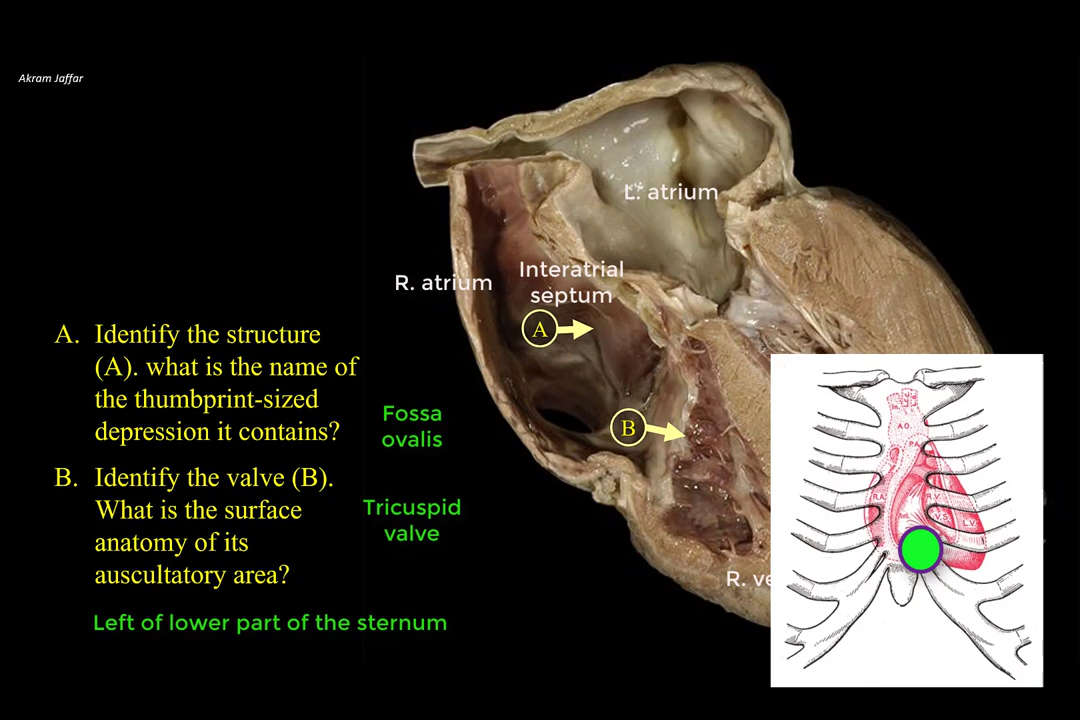 Akram Jaffar
L. atrium
R. atrium
Interatrial
septum
A
B
A. Identify the structure
(A). what is the name of
the thumbprint-sized
depression it contains?
Fossa
ovalis
B. Identify the valve (B).
What is the surface
anatomy of its
auscultatory area?
Tricuspid
valve
Left of lower part of the sternum
R. ve
A.O.
P.A.
R.A.
R.V.
L.V.